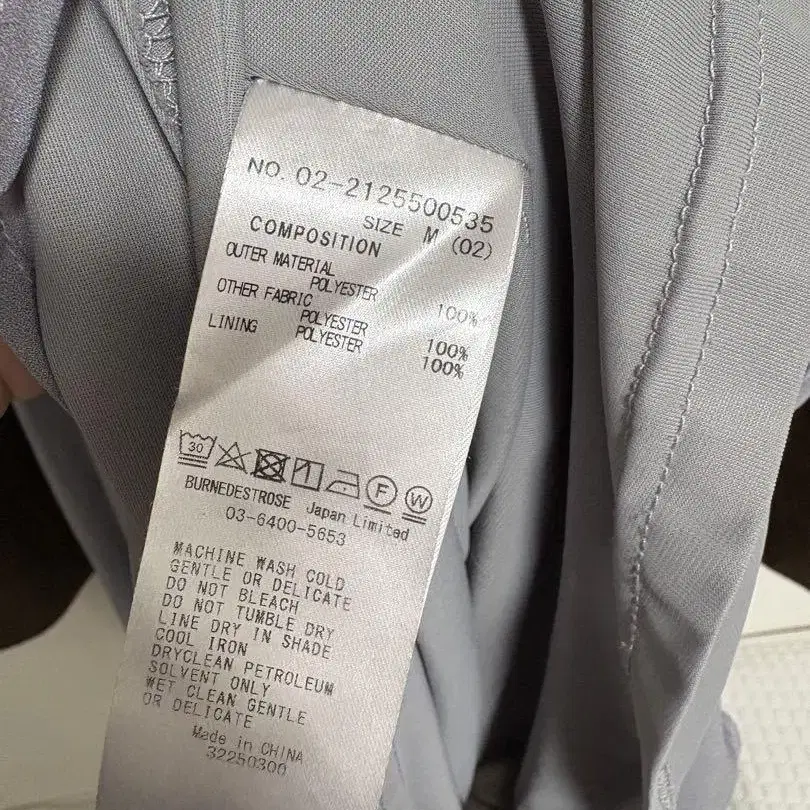 NO. 02-2125500535
SIZE M (02)
COMPOSITION
OUTER MATERIAL
POLYESTER 100%
OTHER FABRIC
POLYESTER 100%
LINING POLYESTER 100%
30
F W
BURNEDESTROSE Japan Limited
03-6400-5653
MACHINE WASH COLD
GENTLE OR DELICATE
DO NOT BLEACH
DO NOT TUMBLE DRY
LINE DRY IN SHADE
COOL IRON
DRYCLEAN PETROLEUM
SOLVENT ONLY
WET CLEAN GENTLE
OR DELICATE
Made in CHINA
32250300